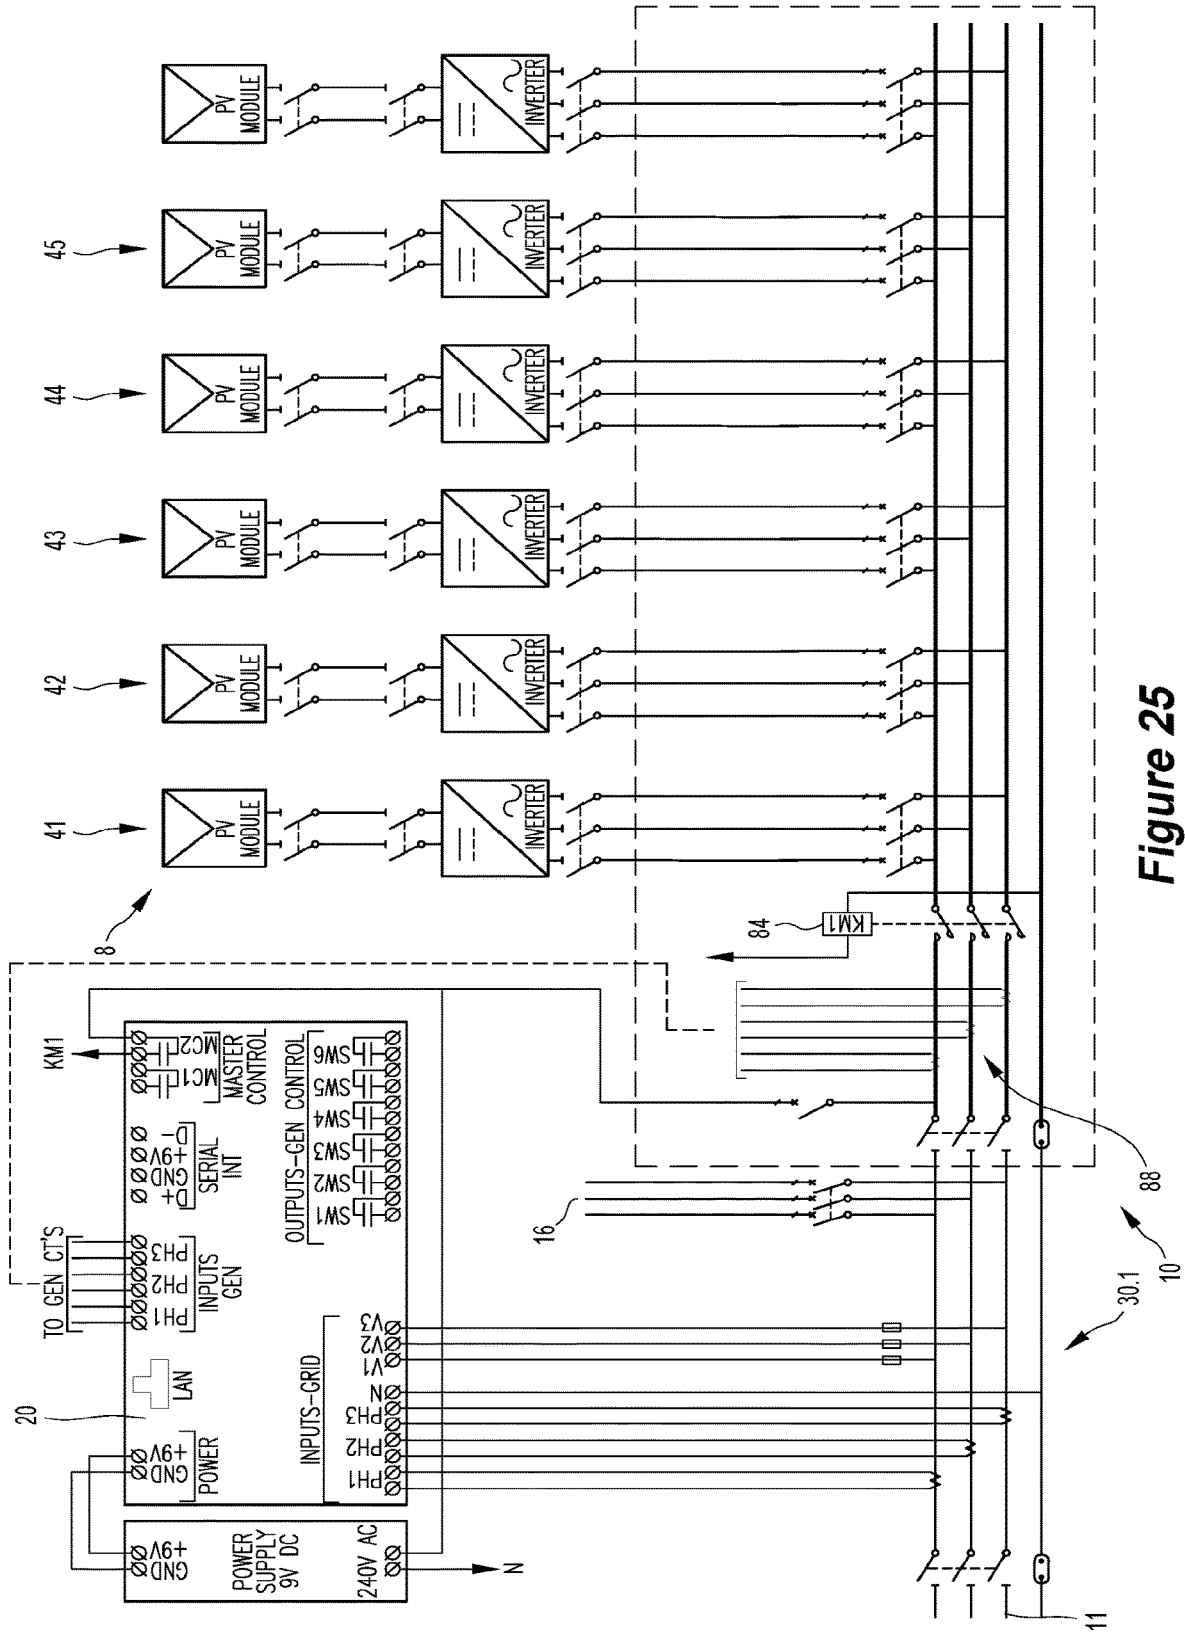 POWER
SUPPLY
9V DC
GND
+9V
240V AC
N
20
GND
+9V
POWER
LAN
TO GEN CT'S
PH1
PH2
PH3
INPUTS
GEN
D+
GND
+9V
D-
SERIAL
INT
KM1
MC1
MC2
MASTER
CONTROL
INPUTS-GRID
PH1
PH2
PH3
N
V1
V2
V3
OUTPUTS-GEN CONTROL
SW1
SW2
SW3
SW4
SW5
SW6
8
41
42
43
44
45
PV
MODULE
PV
MODULE
PV
MODULE
PV
MODULE
PV
MODULE
PV
MODULE
INVERTER
INVERTER
INVERTER
INVERTER
INVERTER
INVERTER
16
84
KM1
11
30.1
10
88
Figure 25